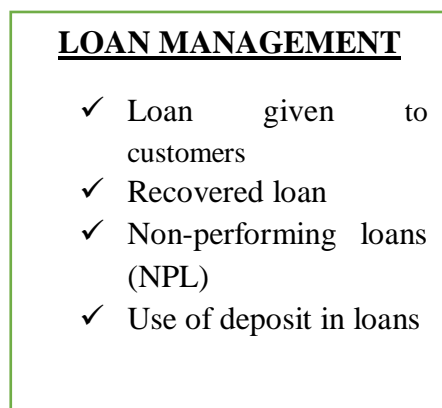 LOAN MANAGEMENT
✓ Loan given to
customers
✓ Recovered loan
✓ Non-performing loans
(NPL)
✓ Use of deposit in loans